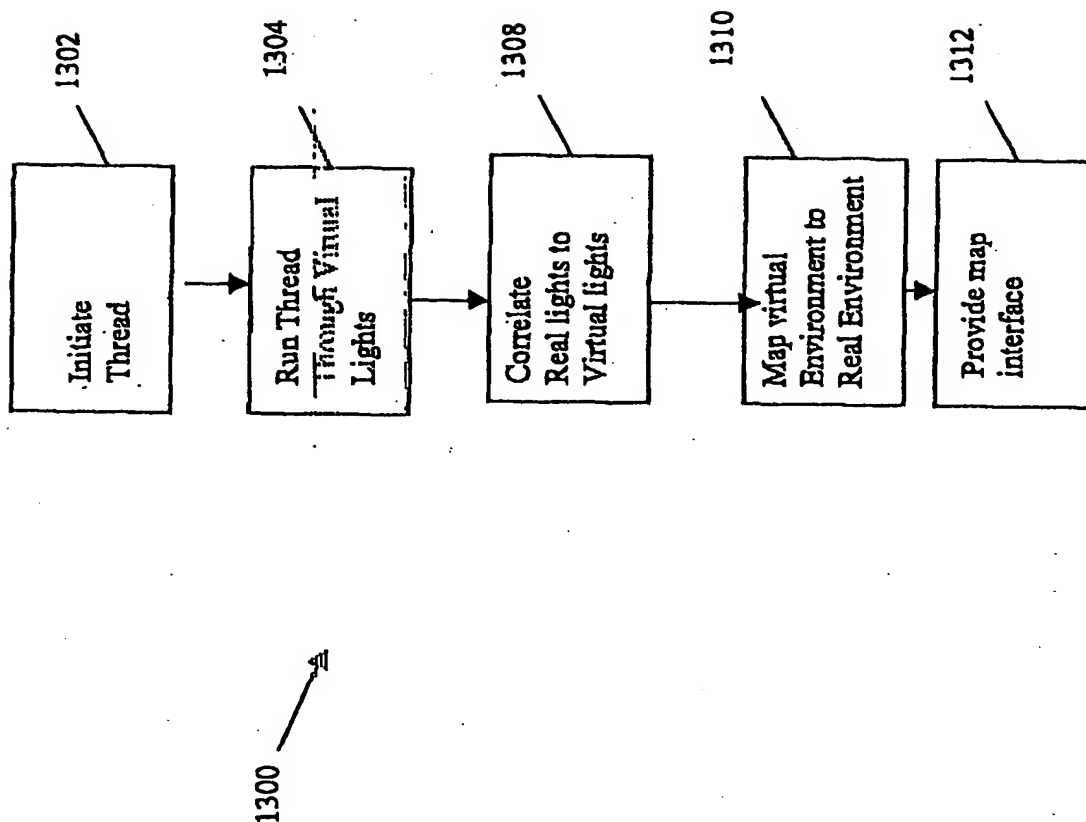 1302
Initiate
Thread
1304
Run Thread
Through Virtual
Lights
1308
Correlate
Real lights to
Virtual lights
1310
Map virtual
Environment to
Real Environment
1312
Provide map
interface
1300